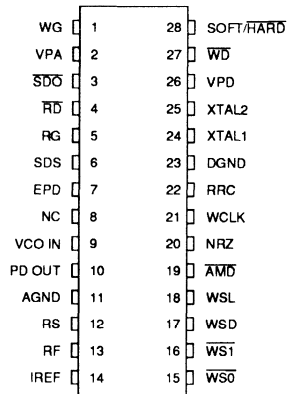 WG 1 28 SOFT/HARD
VPA 2 27 WD
SDO 3 26 VPD
RD 4 25 XTAL2
RG 5 24 XTAL1
SDS 6 23 DGND
EPD 7 22 RRC
NC 8 21 WCLK
VCO IN 9 20 NRZ
PD OUT 10 19 AMD
AGND 11 18 WSL
RS 12 17 WSD
RF 13 16 WS1
IREF 14 15 WS0